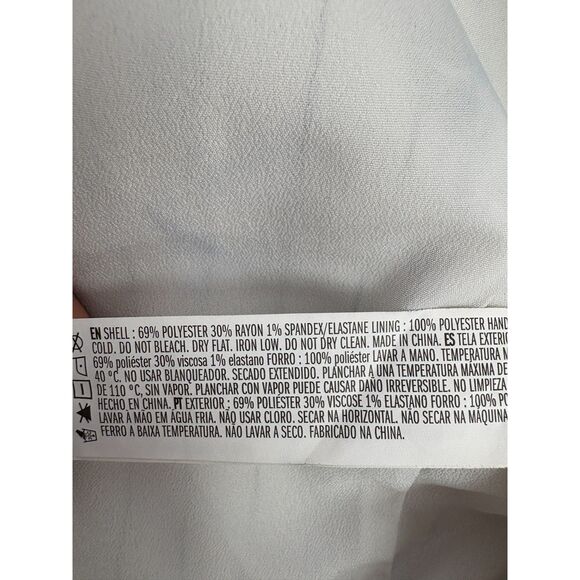 EN SHELL : 69% POLYESTER 30% RAYON 1% SPANDEX/ELASTANE LINING : 100% POLYESTER HAND
COLD. DO NOT BLEACH. DRY FLAT. IRON LOW. DO NOT DRY CLEAN. MADE IN CHINA. ES TELA EXTERIO
69% poliéster 30% viscosa 1% elastano FORRO : 100% poliéster LAVAR A MANO. TEMPERATURA M
40 °C. NO USAR BLANQUEADOR. SECADO EXTENDIDO. PLANCHAR A UNA TEMPERATURA MÁXIMA DE
DE 110 °C, SIN VAPOR. PLANCHAR CON VAPOR PUEDE CAUSAR DAÑO IRREVERSIBLE. NO LIMPIEZA
HECHO EN CHINA. PT EXTERIOR ; 69% POLIÉSTER 30% VISCOSE 1% ELASTANO FORRO : 100% PO
LAVAR À MÃO EM ÁGUA FRIA. NÃO USAR CLORO. SECAR NA HORIZONTAL. NÃO SECAR NA MÁQUINA
FERRO A BAIXA TEMPERATURA. NÃO LAVAR A SECO. FABRICADO NA CHINA.